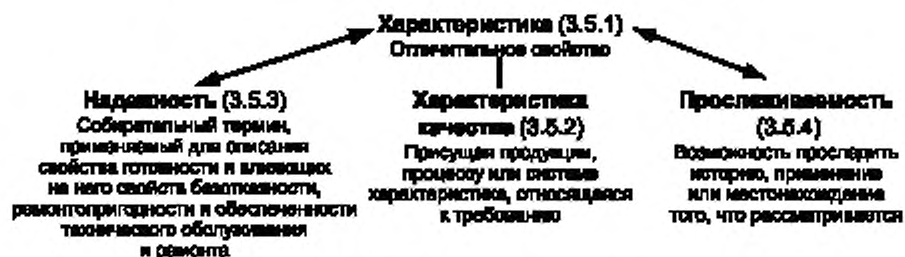 Характеристика (3.5.1)
Отличительное свойство
Надежность (3.5.3)
Собирательный термин,
применяемый для описания
свойства готовности и влияющих
на него свойств безотказности,
ремонтопригодности и обеспеченности
технического обслуживания
и ремонта
Характеристика
качества (3.5.2)
Присущая продукции,
процессу или системе
характеристика, относящаяся
к требованию
Прослеживаемость
(3.5.4)
Возможность проследить
историю, применение
или местонахождение
того, что рассматривается